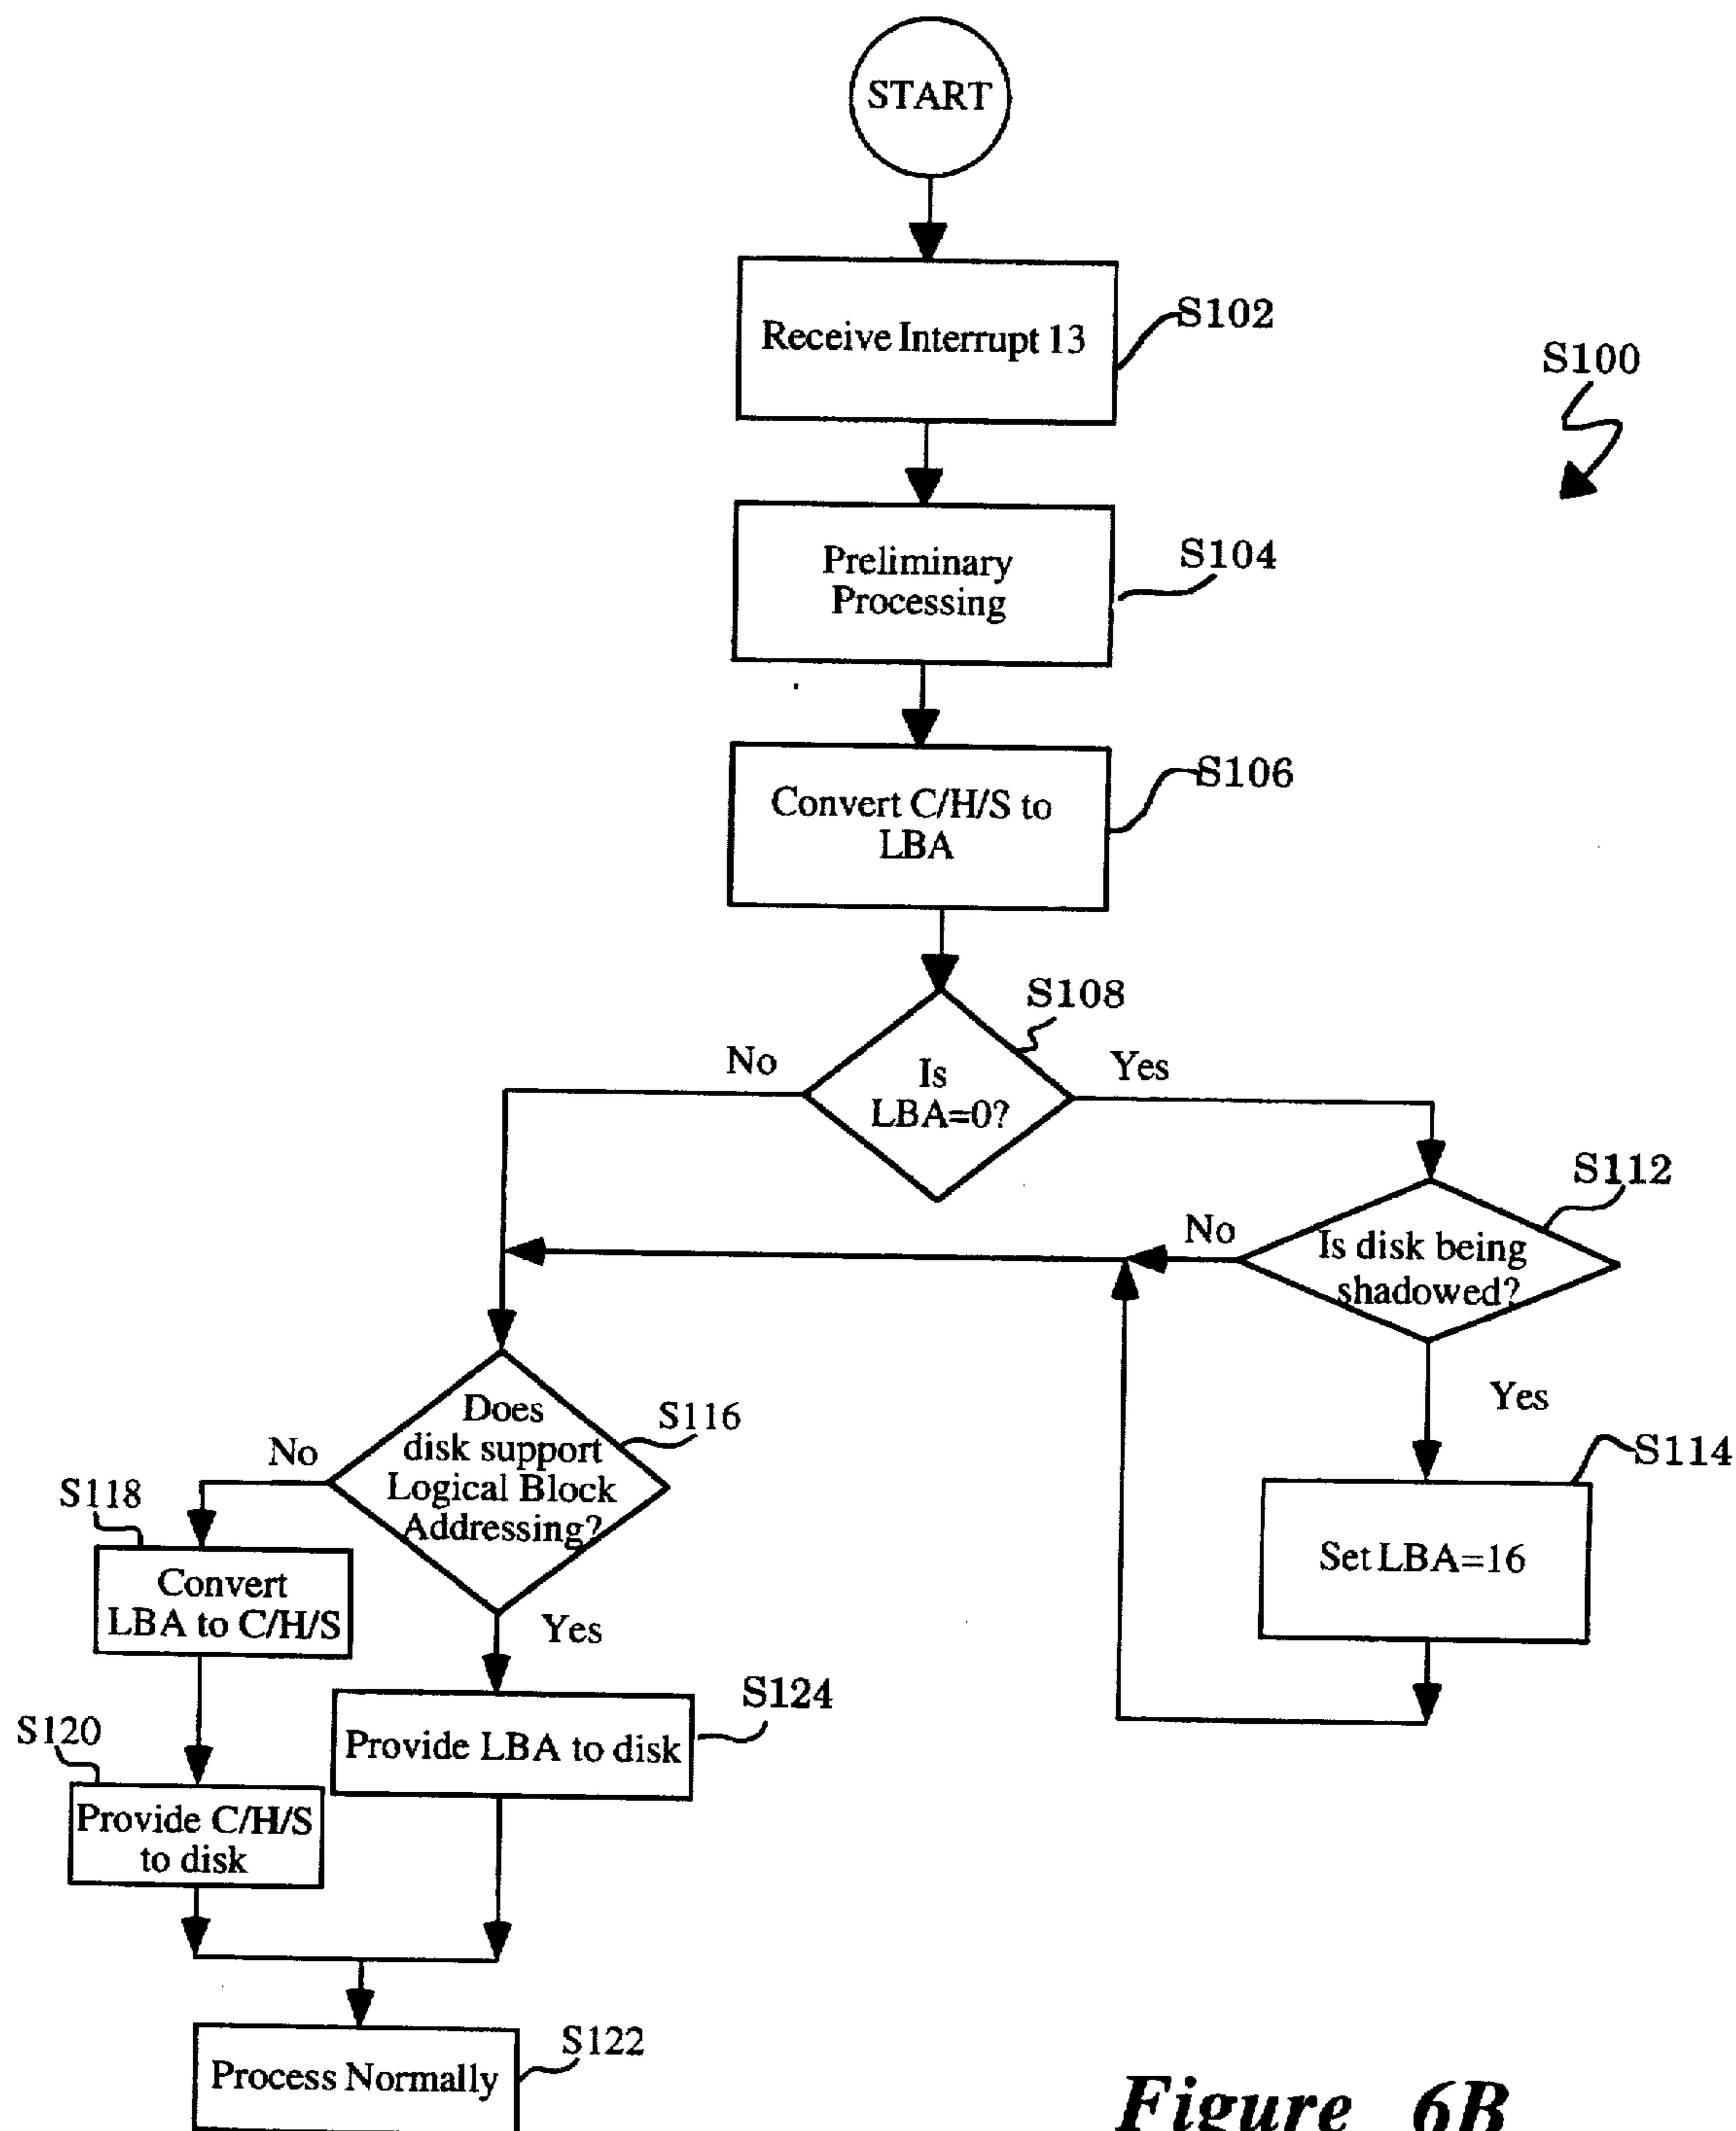 START
Receive Interrupt 13
S102
S100
Preliminary
Processing
S104
Convert C/H/S to
LBA
S106
S108
No
Is
LBA=0?
Yes
S112
No
Is disk being
shadowed?
Yes
S114
Set LBA=16
Does
disk support
Logical Block
Addressing?
S116
No
S118
Convert
LBA to C/H/S
Yes
S124
Provide LBA to disk
S120
Provide C/H/S
to disk
S122
Process Normally
Figure 6B